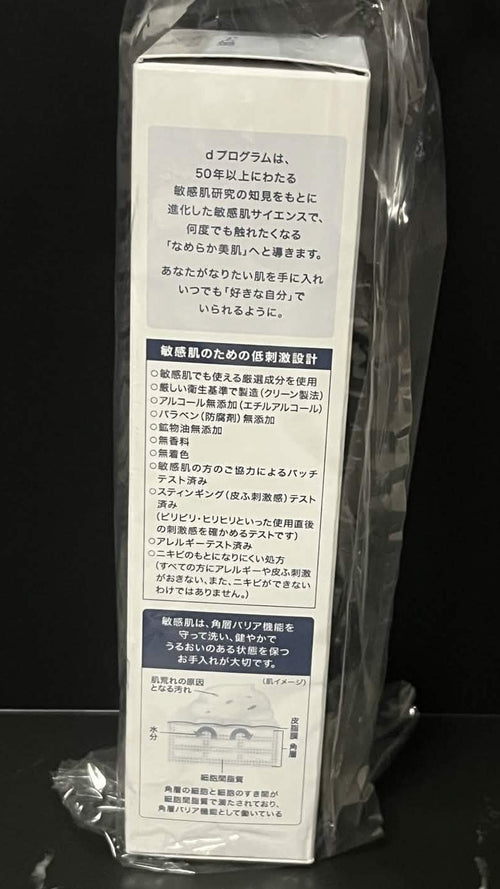 d プログラムは、
50年以上にわたる
敏感肌研究の知見をもとに
進化した敏感肌サイエンスで、
何度でも触れたくなる
「なめらか美肌」へと導きます。
あなたがなりたい肌を手に入れ
いつでも「好きな自分」で
いられるように。
敏感肌のための低刺激設計
○敏感肌でも使える厳選成分を使用
○厳しい衛生基準で製造(クリーン製法)
○アルコール無添加(エチルアルコール)
○パラベン(防腐剤)無添加
○鉱物油無添加
○無香料
○無着色
○敏感肌の方のご協力によるパッチ
テスト済み
○スティンギング(皮ふ刺激感)テスト
済み
(ピリピリ・ヒリヒリといった使用直後
の刺激感を確かめるテストです)
○アレルギーテスト済み
○ニキビのもとになりにくい処方
(すべての方にアレルギーや皮ふ刺激
がおきない、また、ニキビができない
わけではありません。)
敏感肌は、角層バリア機能を
守って洗い、健やかで
うるおいのある状態を保つ
お手入れが大切です。
肌荒れの原因
となる汚れ
(肌イメージ)
水分
皮脂膜
角層
細胞間脂質
角層の細胞と細胞のすき間が
細胞間脂質で満たされており、
角層バリア機能として働いている